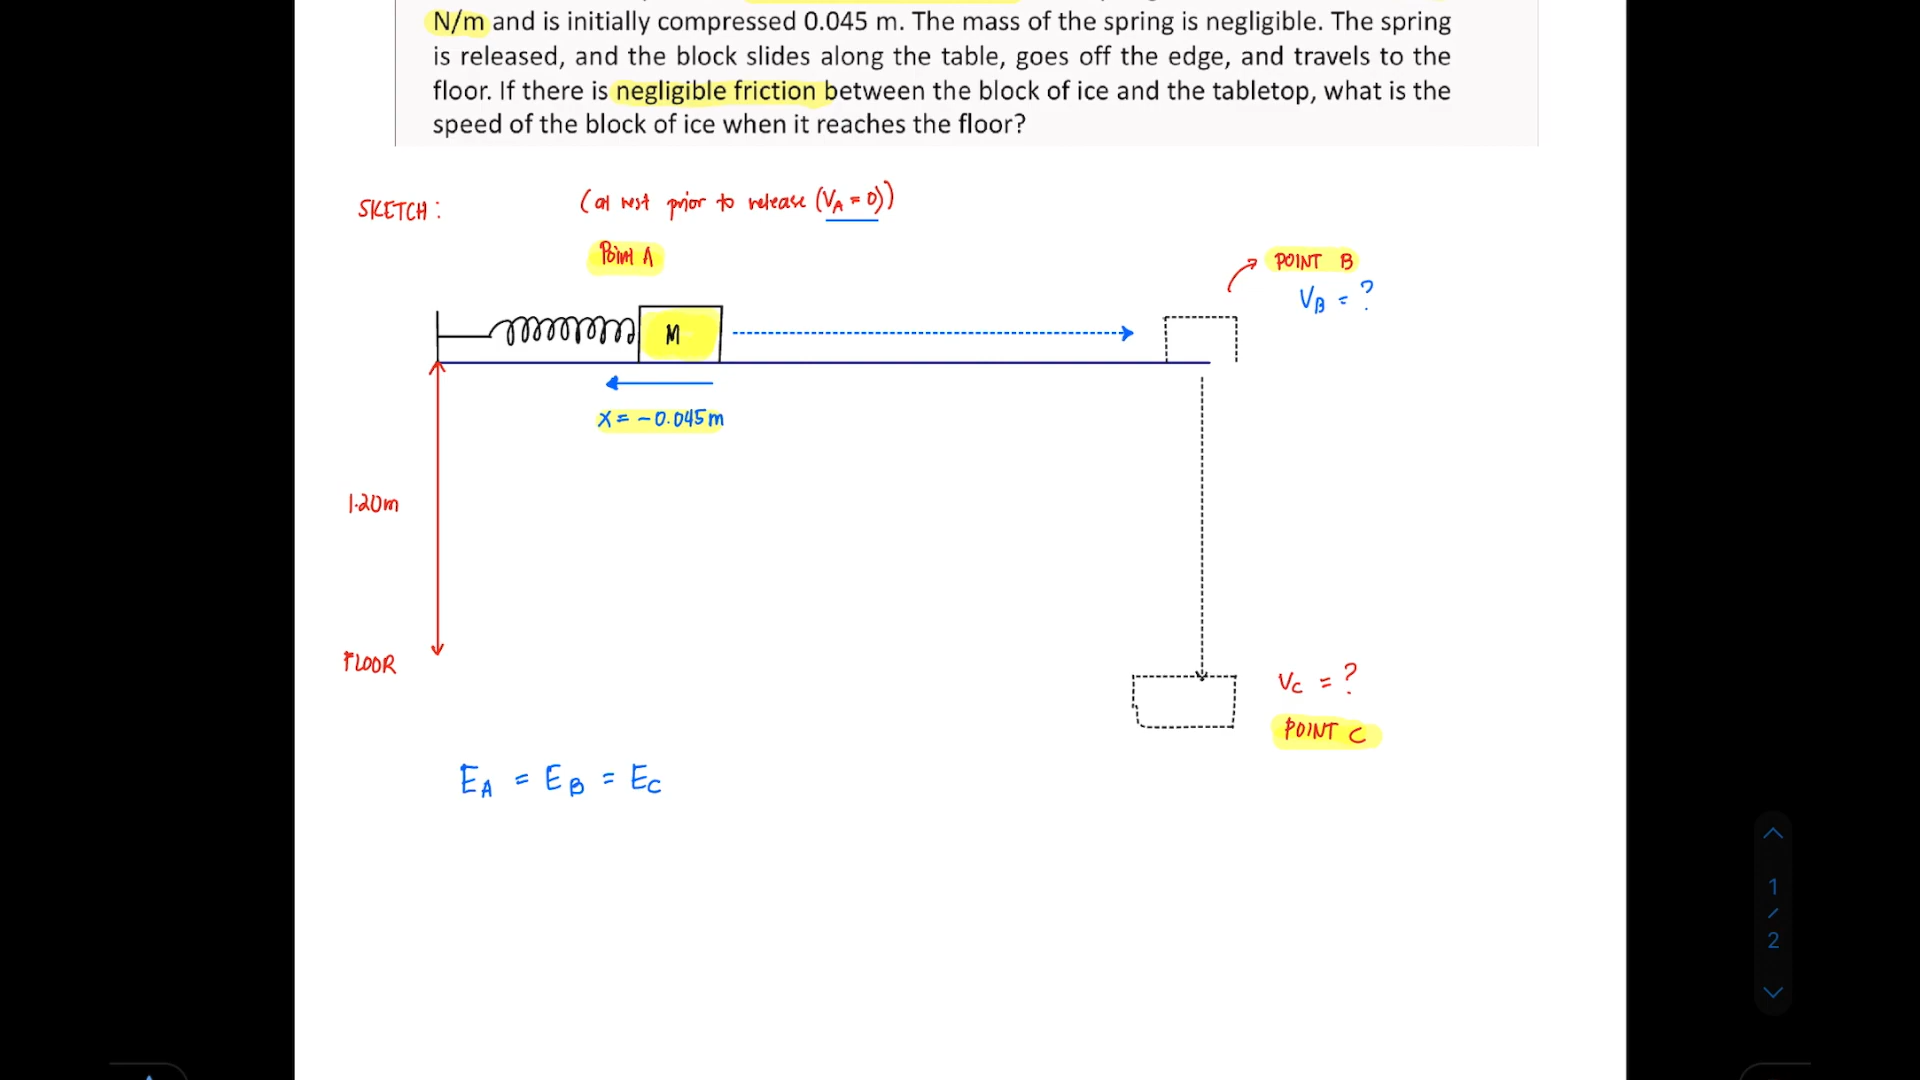 N/m and is initially compressed 0.045 m. The mass of the spring is negligible. The spring
is released, and the block slides along the table, goes off the edge, and travels to the
floor. If there is negligible friction between the block of ice and the tabletop, what is the
speed of the block of ice when it reaches the floor?
SKETCH:
(at rest prior to release (VA = 0))
Point A
POINT B
VB = ?
M
x = -0.045m
1.20m
FLOOR
VC = ?
POINT C
EA = EB = EC
1
/
2